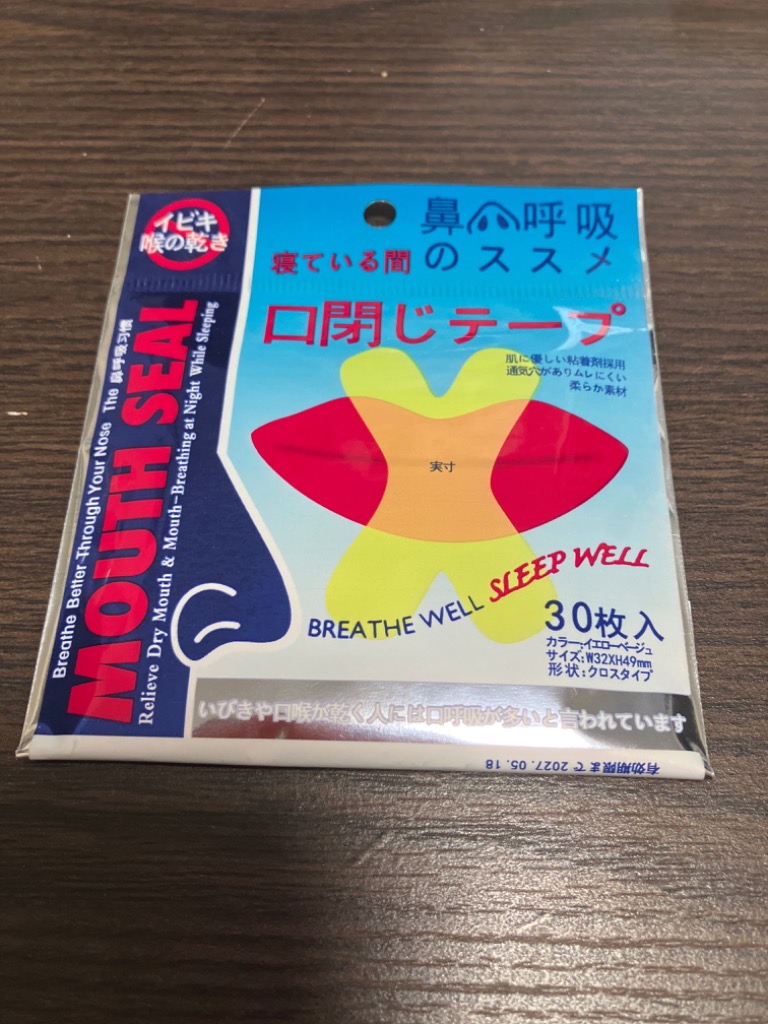 イビキ
喉の乾き
鼻呼吸
寝ている間のススメ
口閉じテープ
肌に優しい粘着剤採用
通気穴がありムレにくい
柔らか素材
実寸
Breathe Better Through Your Nose The 鼻呼吸习惯
MOUTH SEAL
Relieve Dry Mouth & Mouth-Breathing at Night While Sleeping
BREATHE WELL SLEEP WELL
30枚入
カラー:イエローベージュ
サイズ:W32XH49mm
形状:クロスタイプ
いびきや口喉が乾く人には口呼吸が多いと言われています
有効期限まで 2027. 05. 18